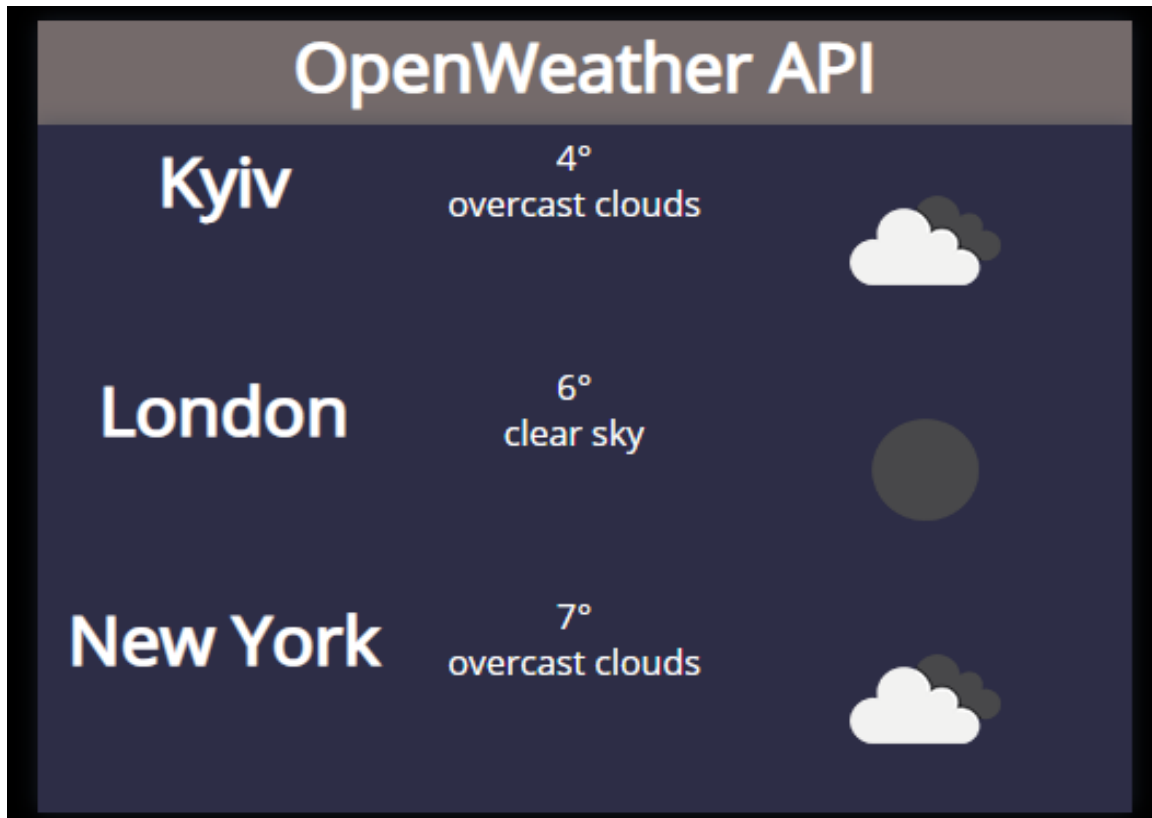 OpenWeather API
Kyiv
4°
overcast clouds
London
6°
clear sky
New York
7°
overcast clouds